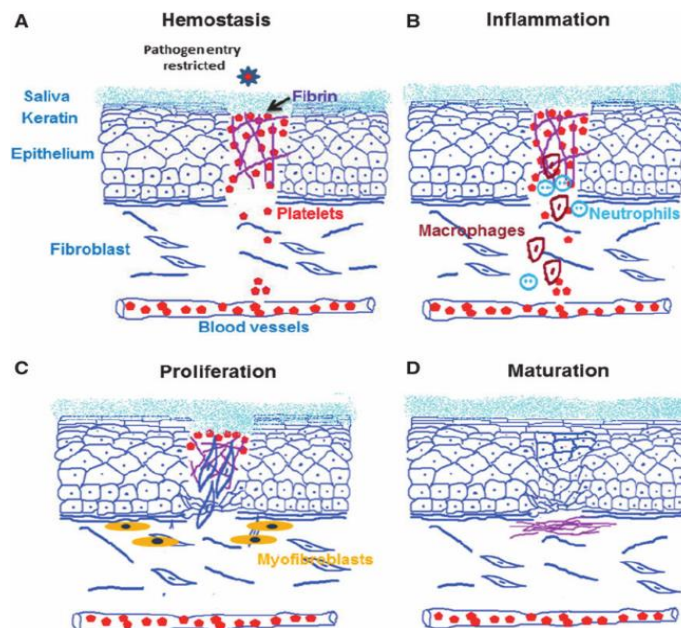 A
Hemostasis
Pathogen entry
restricted
Saliva
Keratin
Epithelium
Fibrin
Platelets
Fibroblast
Blood vessels
B
Inflammation
Neutrophils
Macrophages
C
Proliferation
Myofibroblasts
D
Maturation